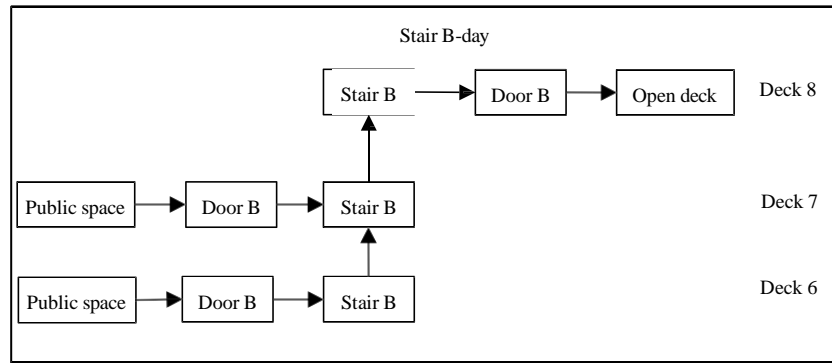 Stair B-day
Stair B
Door B
Open deck
Deck 8
Public space
Door B
Stair B
Deck 7
Public space
Door B
Stair B
Deck 6